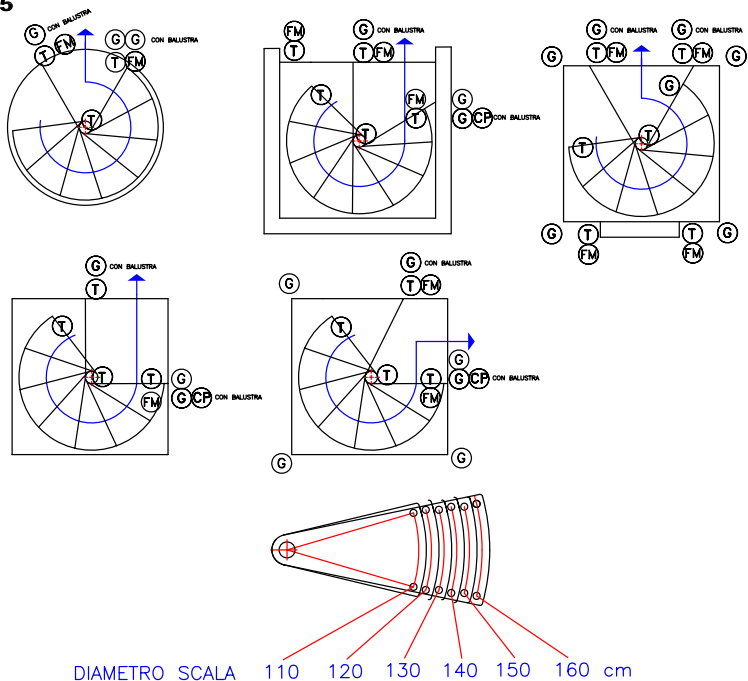 5
G CON BALUSTRA
T FM
G G CON BALUSTRA
T FM
T
FM
T
G CON BALUSTRA
T FM
T
T
FM
T
G
G CP CON BALUSTRA
G
G CON BALUSTRA
T FM
G CON BALUSTRA
T FM
G
G
T
T
G
T
FM
T
FM
G
G CON BALUSTRA
T
T
T
T
FM
G
G CP CON BALUSTRA
G
G CON BALUSTRA
T FM
T
T
T
FM
G
G CP CON BALUSTRA
G
G
DIAMETRO SCALA 110 120 130 140 150 160 cm